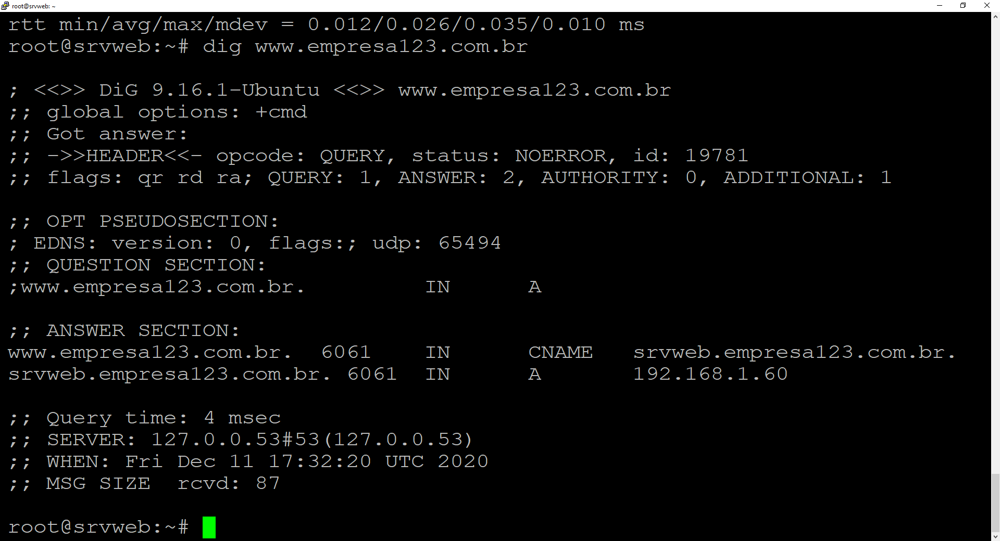 root@srvweb: ~
rtt min/avg/max/mdev = 0.012/0.026/0.035/0.010 ms
root@srvweb:~# dig www.empresa123.com.br
; <<>> DiG 9.16.1-Ubuntu <<>> www.empresa123.com.br
;; global options: +cmd
;; Got answer:
;; ->>HEADER<<- opcode: QUERY, status: NOERROR, id: 19781
;; flags: qr rd ra; QUERY: 1, ANSWER: 2, AUTHORITY: 0, ADDITIONAL: 1
;; OPT PSEUDOSECTION:
; EDNS: version: 0, flags:; udp: 65494
;; QUESTION SECTION:
;www.empresa123.com.br. IN A
;; ANSWER SECTION:
www.empresa123.com.br. 6061 IN CNAME srvweb.empresa123.com.br.
srvweb.empresa123.com.br. 6061 IN A 192.168.1.60
;; Query time: 4 msec
;; SERVER: 127.0.0.53#53(127.0.0.53)
;; WHEN: Fri Dec 11 17:32:20 UTC 2020
;; MSG SIZE  rcvd: 87
root@srvweb:~#